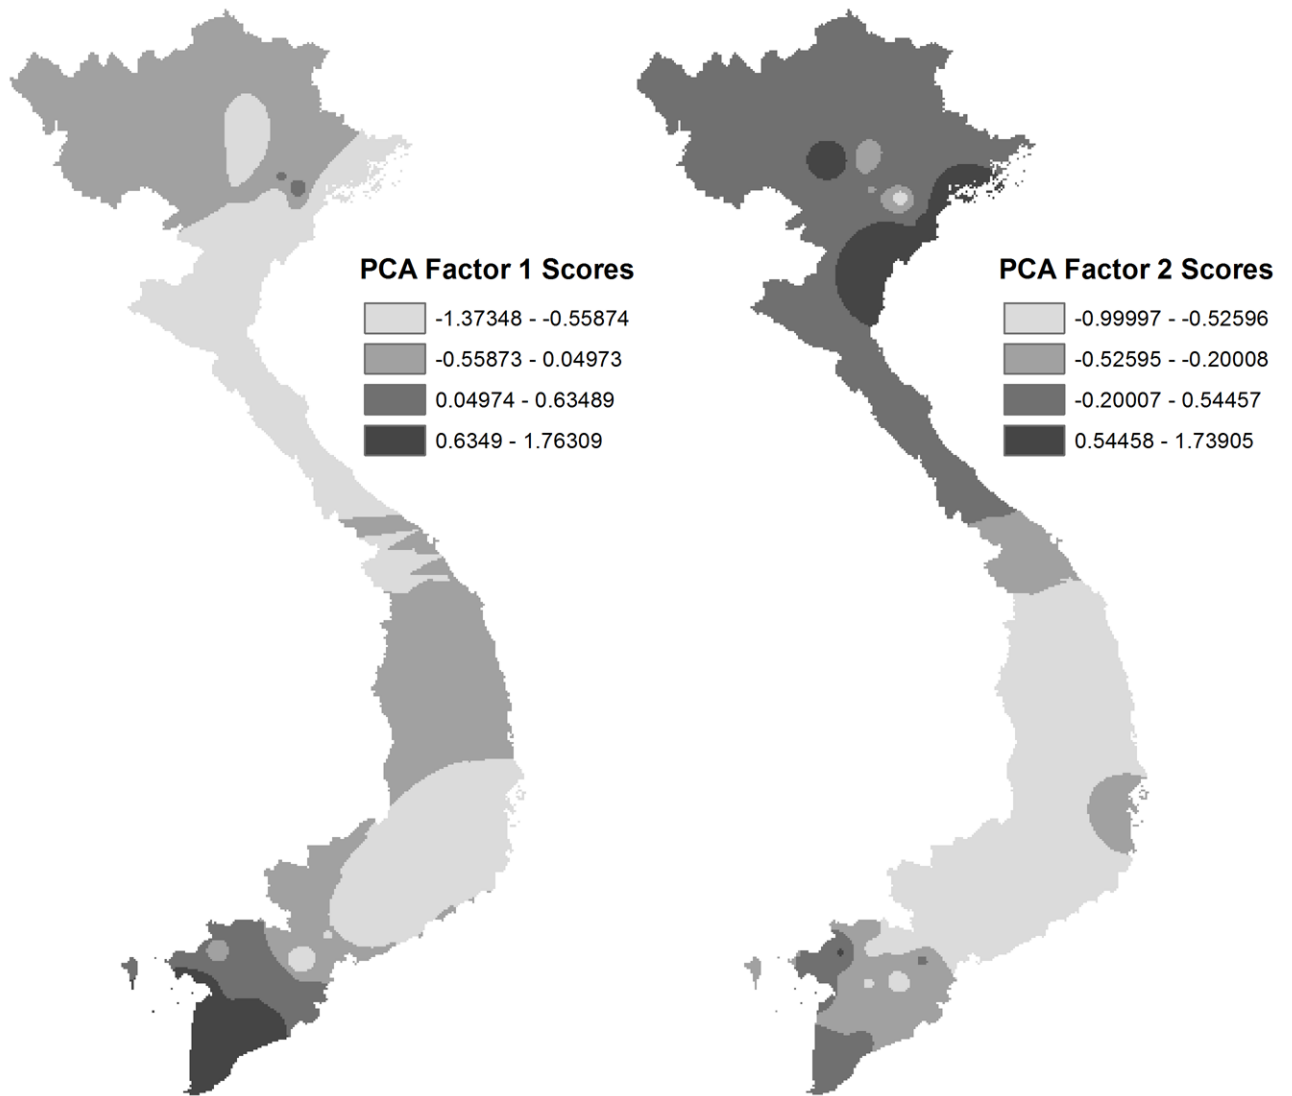 PCA Factor 1 Scores
-1.37348 - -0.55874
-0.55873 - 0.04973
0.04974 - 0.63489
0.6349 - 1.76309
PCA Factor 2 Scores
-0.99997 - -0.52596
-0.52595 - -0.20008
-0.20007 - 0.54457
0.54458 - 1.73905